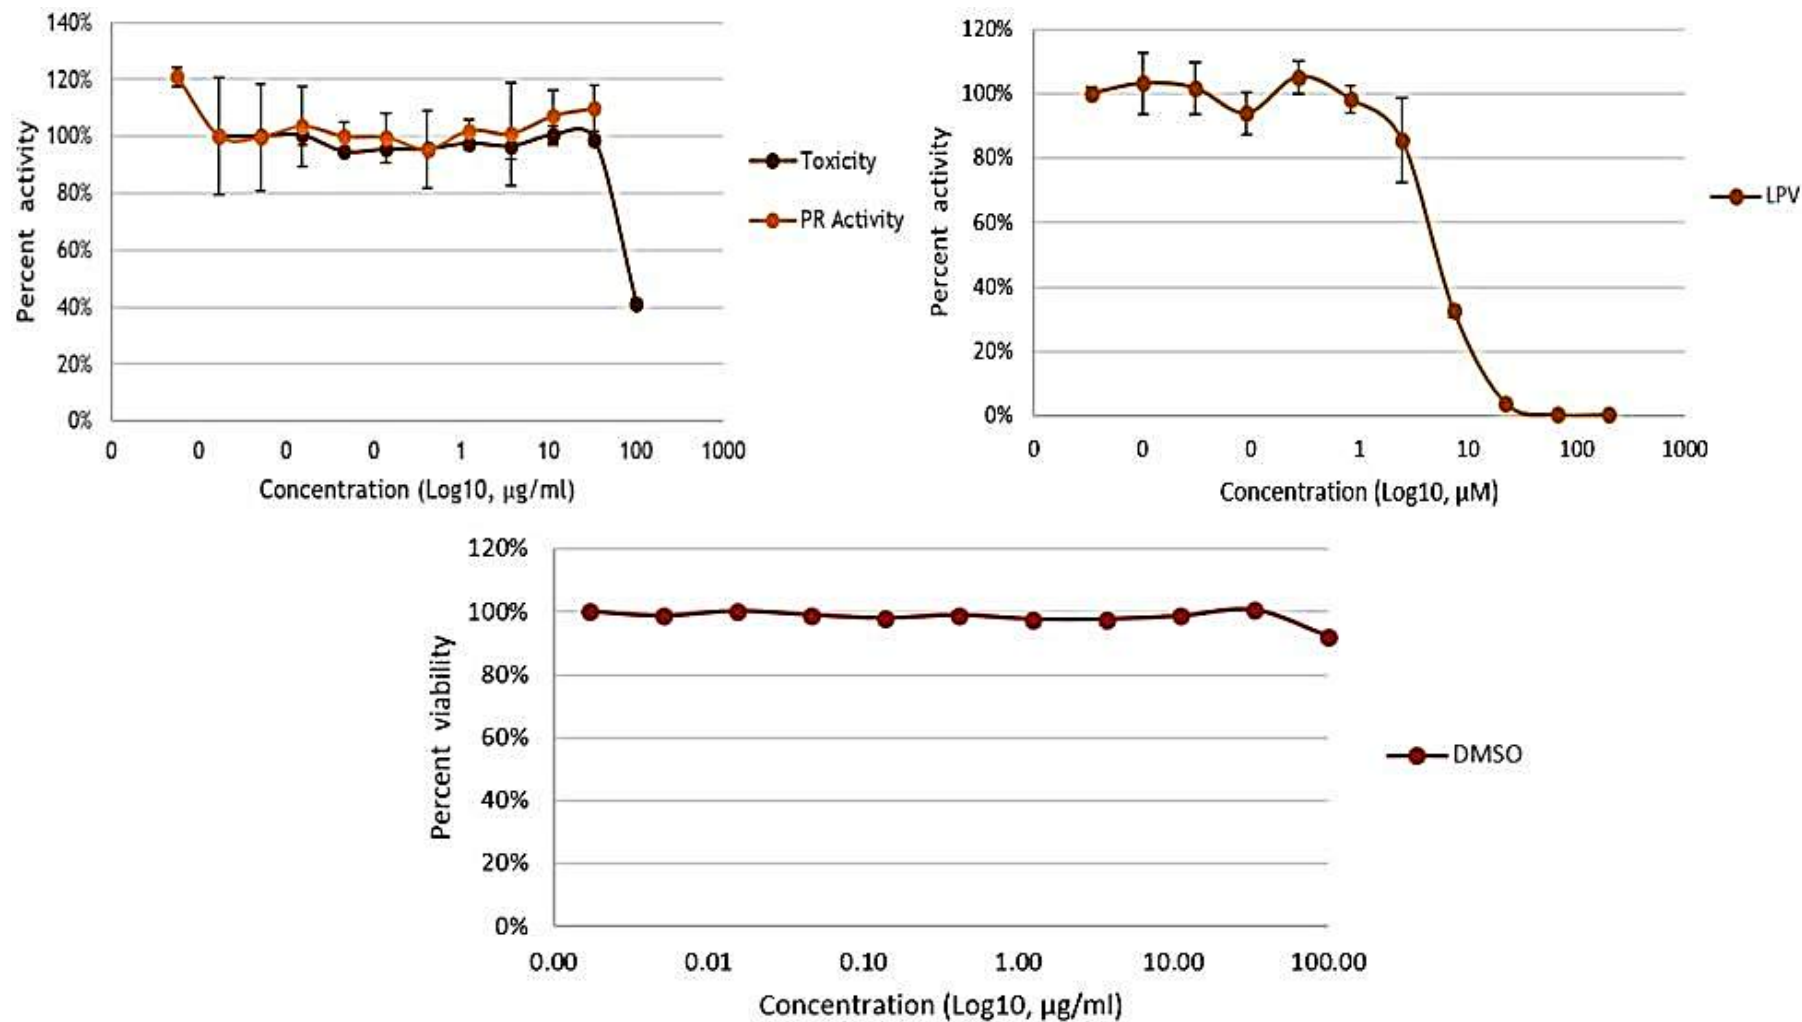 140%
120%
100%
80%
60%
40%
20%
0%
Percent activity
0 0 0 0 1 10 100 1000
Concentration (Log10, µg/ml)
Toxicity
PR Activity
120%
100%
80%
60%
40%
20%
0%
Percent activity
0 0 0 1 10 100 1000
Concentration (Log10, µM)
LPV
120%
100%
80%
60%
40%
20%
0%
Percent viability
0.00 0.01 0.10 1.00 10.00 100.00
Concentration (Log10, µg/ml)
DMSO